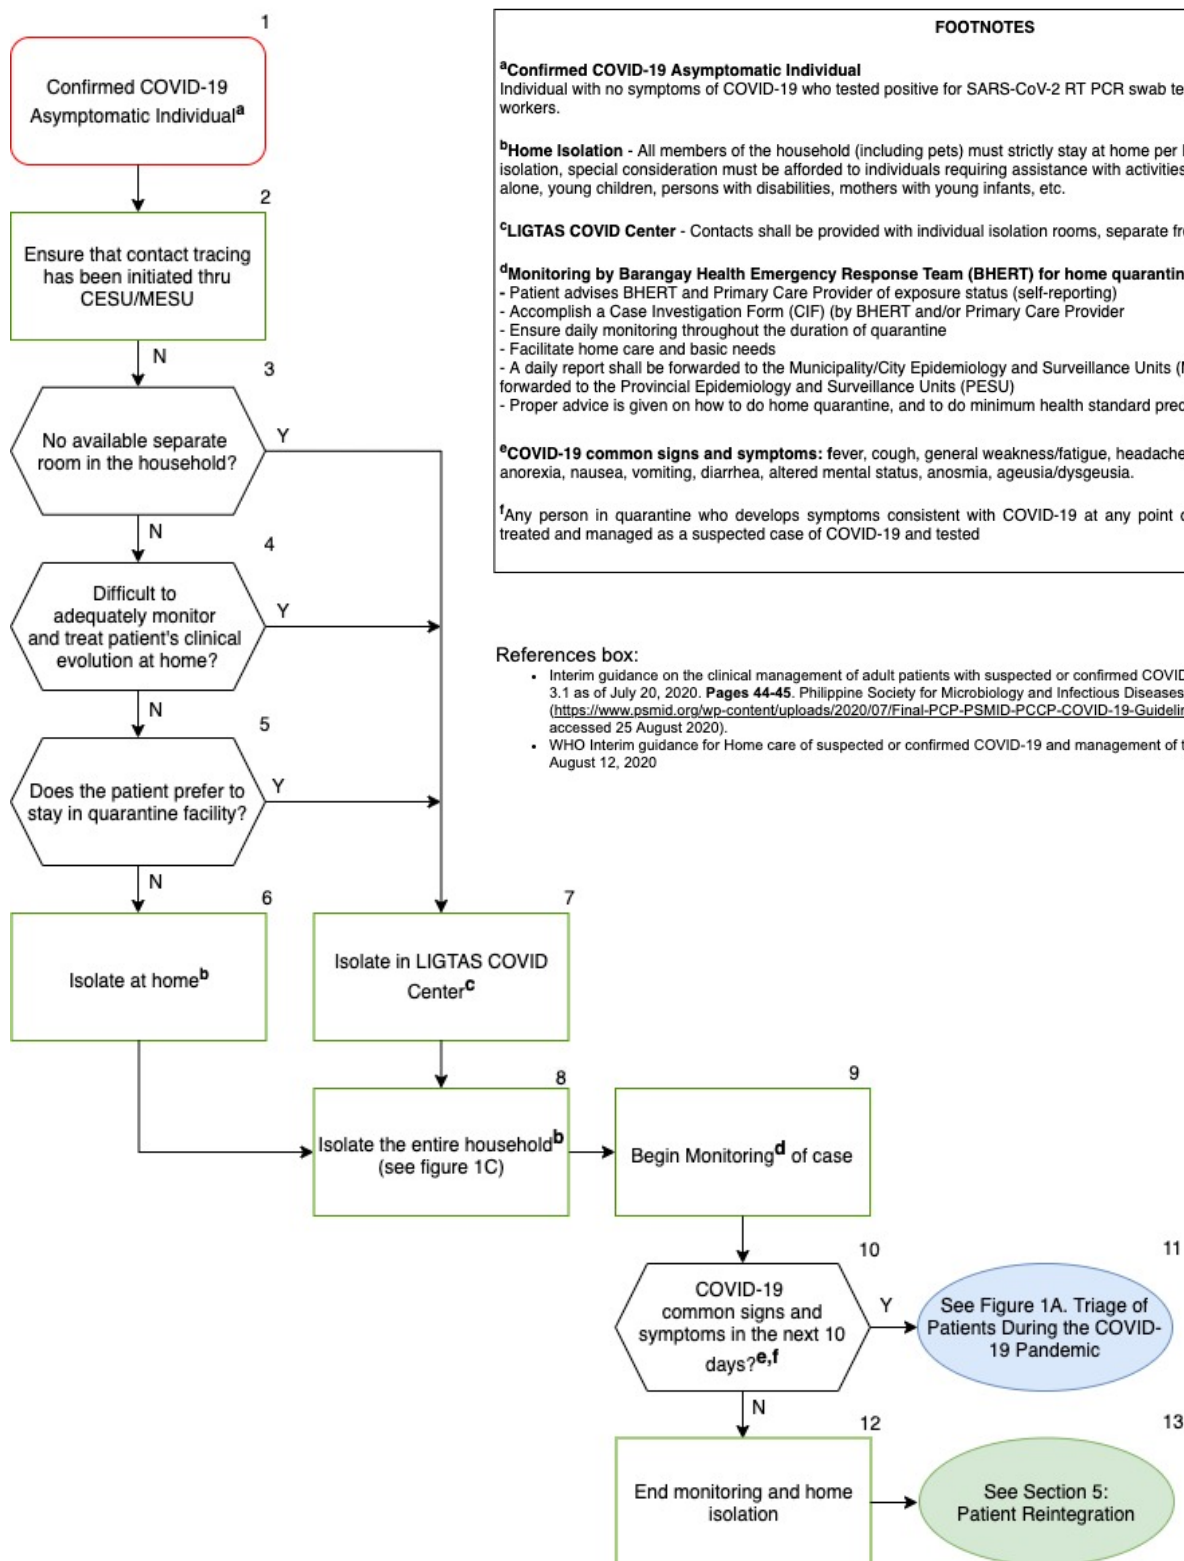 1
Confirmed COVID-19
Asymptomatic Individualᵃ
2
Ensure that contact tracing
has been initiated thru
CESU/MESU
N
3
No available separate
room in the household?
Y
N
4
Difficult to
adequately monitor
and treat patient's clinical
evolution at home?
Y
N
5
Does the patient prefer to
stay in quarantine facility?
Y
N
6
Isolate at homeᵇ
7
Isolate in LIGTAS COVID
Centerᶜ
8
Isolate the entire householdᵇ
(see figure 1C)
9
Begin Monitoringᵈ of case
10
COVID-19
common signs and
symptoms in the next 10
days?ᵉ,ᶠ
Y
11
See Figure 1A. Triage of
Patients During the COVID-
19 Pandemic
N
12
End monitoring and home
isolation
13
See Section 5:
Patient Reintegration
FOOTNOTES
ᵃConfirmed COVID-19 Asymptomatic Individual
Individual with no symptoms of COVID-19 who tested positive for SARS-CoV-2 RT PCR swab te
workers.
ᵇHome Isolation - All members of the household (including pets) must strictly stay at home per
isolation, special consideration must be afforded to individuals requiring assistance with activities
alone, young children, persons with disabilities, mothers with young infants, etc.
ᶜLIGTAS COVID Center - Contacts shall be provided with individual isolation rooms, separate fr
ᵈMonitoring by Barangay Health Emergency Response Team (BHERT) for home quarantin
- Patient advises BHERT and Primary Care Provider of exposure status (self-reporting)
- Accomplish a Case Investigation Form (CIF) (by BHERT and/or Primary Care Provider
- Ensure daily monitoring throughout the duration of quarantine
- Facilitate home care and basic needs
- A daily report shall be forwarded to the Municipality/City Epidemiology and Surveillance Units (
forwarded to the Provincial Epidemiology and Surveillance Units (PESU)
- Proper advice is given on how to do home quarantine, and to do minimum health standard prec
ᵉCOVID-19 common signs and symptoms: fever, cough, general weakness/fatigue, headache
anorexia, nausea, vomiting, diarrhea, altered mental status, anosmia, ageusia/dysgeusia.
ᶠAny person in quarantine who develops symptoms consistent with COVID-19 at any point
treated and managed as a suspected case of COVID-19 and tested
References box:
• Interim guidance on the clinical management of adult patients with suspected or confirmed COVID
3.1 as of July 20, 2020. Pages 44-45. Philippine Society for Microbiology and Infectious Diseases
(https://www.psmid.org/wp-content/uploads/2020/07/Final-PCP-PSMID-PCCP-COVID-19-Guidelin
accessed 25 August 2020).
• WHO Interim guidance for Home care of suspected or confirmed COVID-19 and management of
August 12, 2020